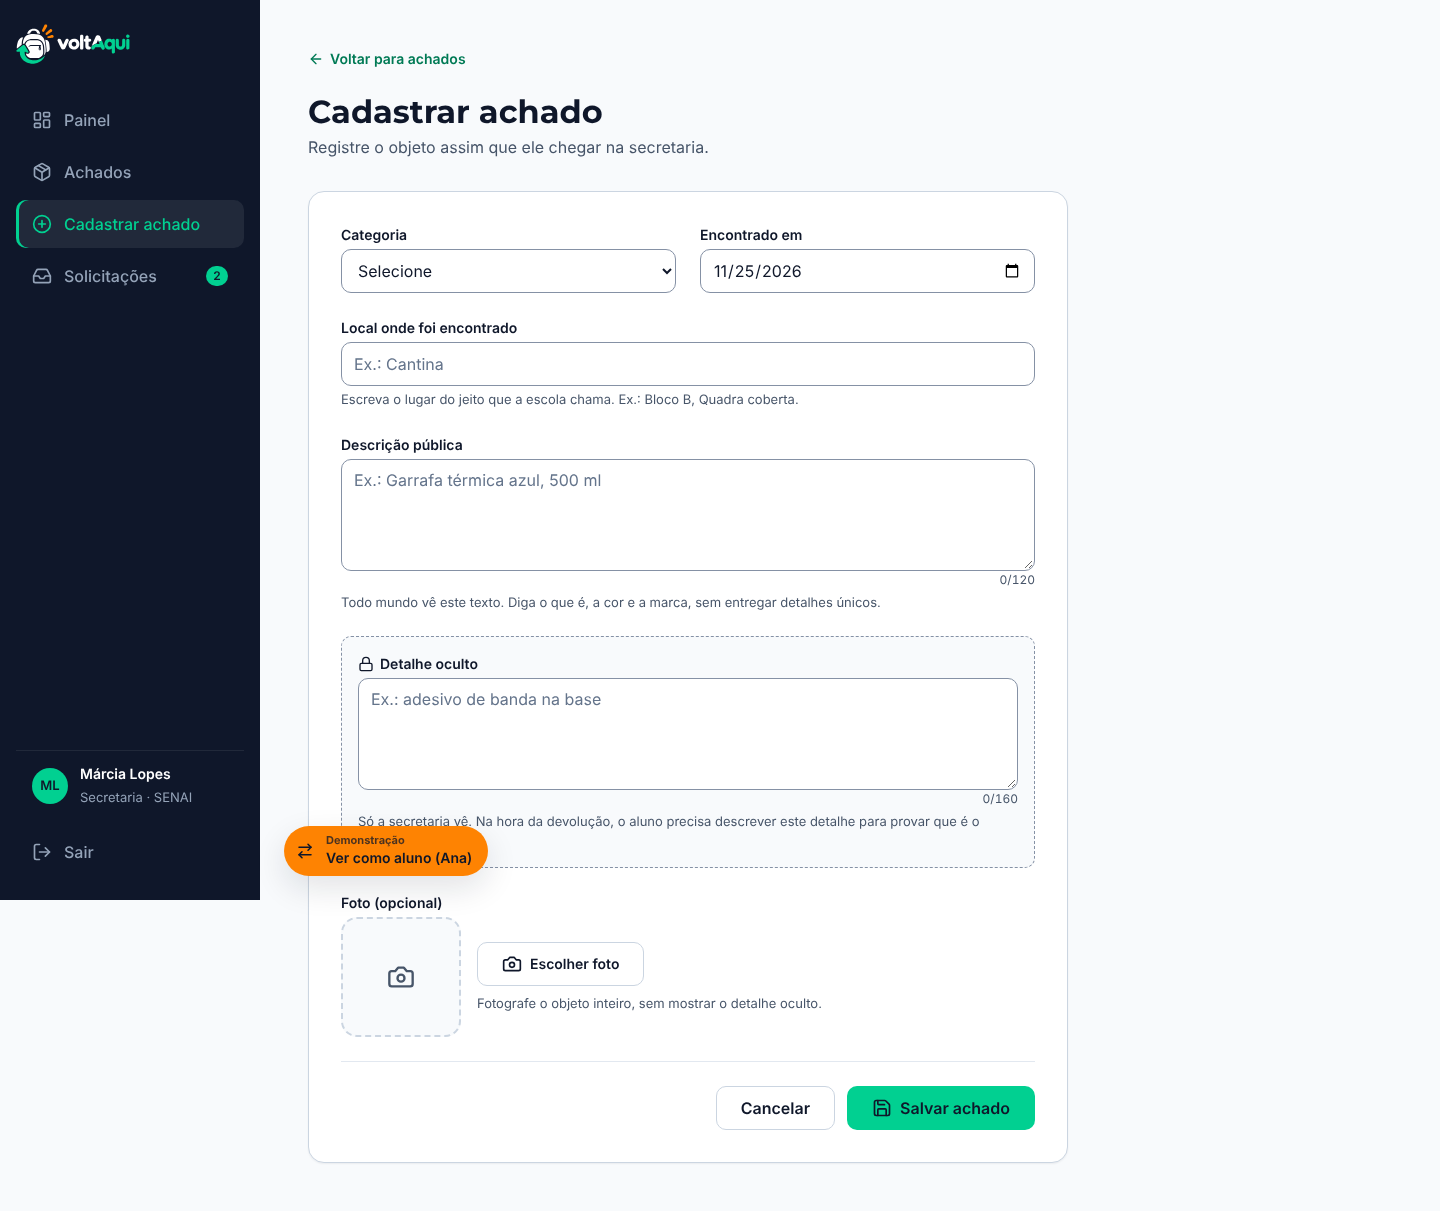 voltAqui
Painel
Achados
Cadastrar achado
Solicitações
2
ML
Márcia Lopes
Secretaria · SENAI
Sair
Voltar para achados
Cadastrar achado
Registre o objeto assim que ele chegar na secretaria.
Categoria
Selecione
Encontrado em
11/25/2026
Local onde foi encontrado
Ex.: Cantina
Escreva o lugar do jeito que a escola chama. Ex.: Bloco B, Quadra coberta.
Descrição pública
Ex.: Garrafa térmica azul, 500 ml
0/120
Todo mundo vê este texto. Diga o que é, a cor e a marca, sem entregar detalhes únicos.
Detalhe oculto
Ex.: adesivo de banda na base
0/160
Só a secretaria vê. Na hora da devolução, o aluno precisa descrever este detalhe para provar que é o
Demonstração
Ver como aluno (Ana)
Foto (opcional)
Escolher foto
Fotografe o objeto inteiro, sem mostrar o detalhe oculto.
Cancelar
Salvar achado